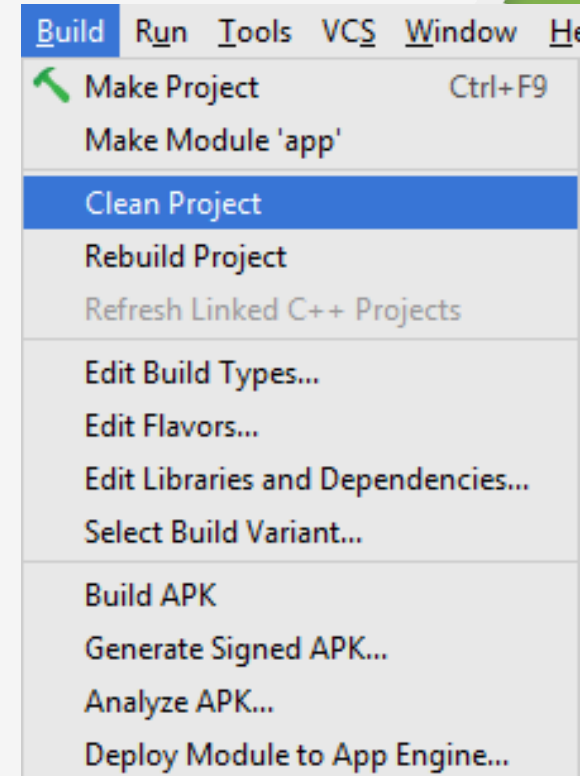 Build Run Tools VCS Window He
Make Project Ctrl+F9
Make Module 'app'
Clean Project
Rebuild Project
Refresh Linked C++ Projects
Edit Build Types...
Edit Flavors...
Edit Libraries and Dependencies...
Select Build Variant...
Build APK
Generate Signed APK...
Analyze APK...
Deploy Module to App Engine...